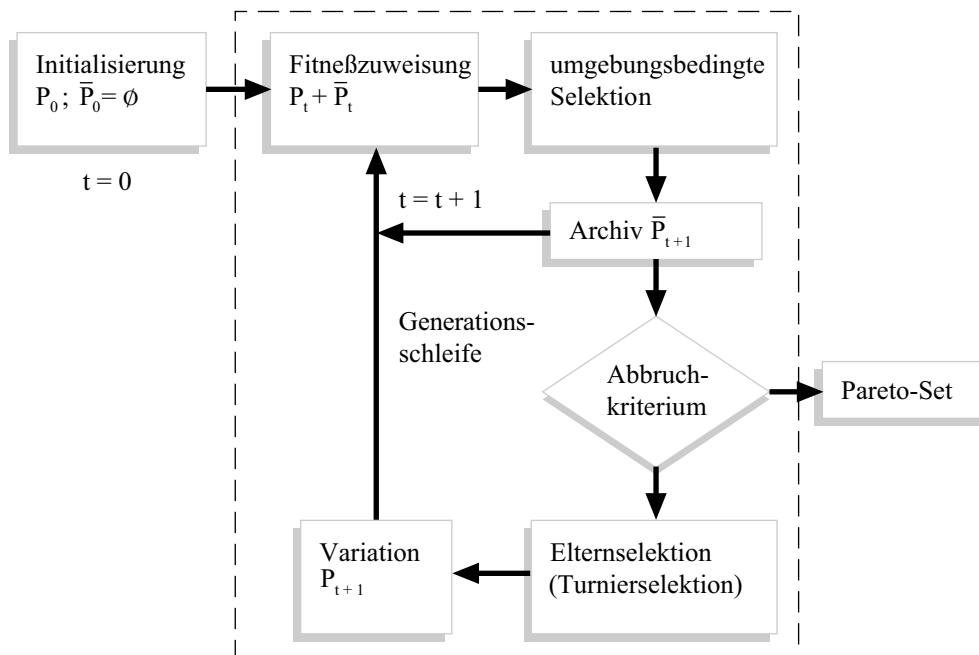 Initialisierung
P₀ ; P̅₀ = ∅
t = 0
Fitneßzuweisung
Pₜ + P̅ₜ
umgebungsbedingte
Selektion
t = t + 1
Archiv P̅ₜ₊₁
Generations-
schleife
Abbruch-
kriterium
Pareto-Set
Variation
Pₜ₊₁
Elternselektion
(Turnierselektion)